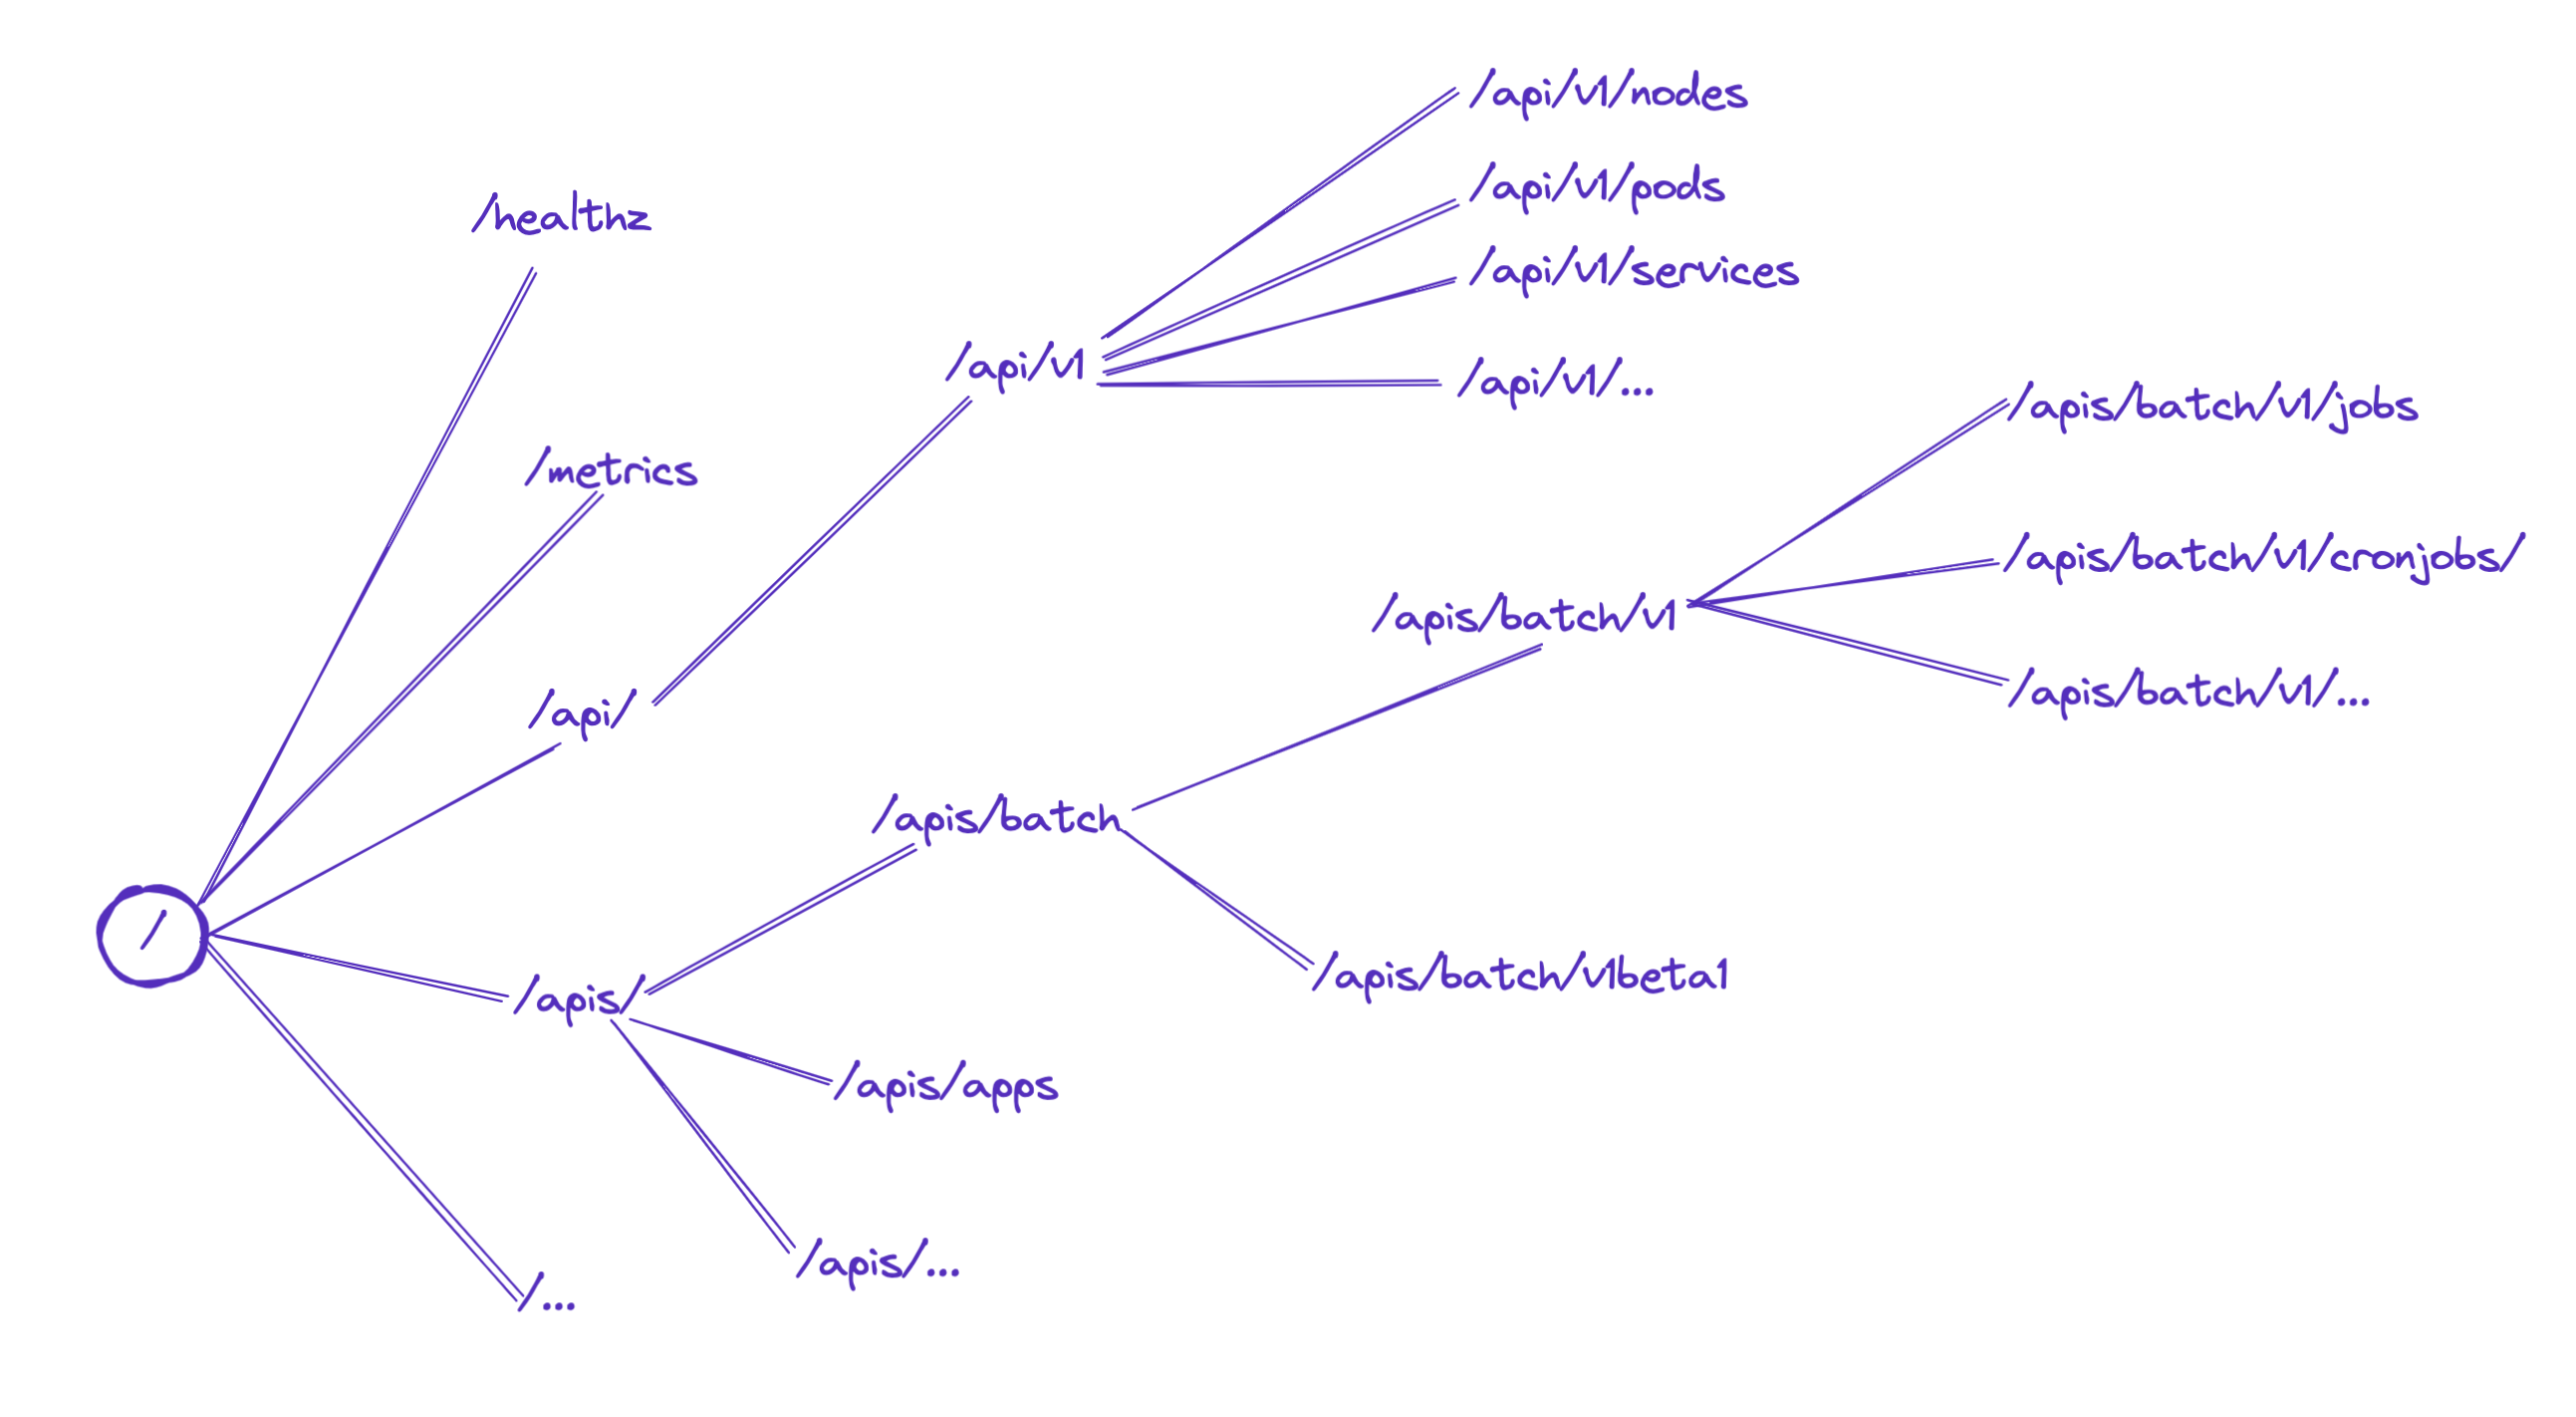 /api/v1/nodes
/api/v1/pods
/healthz
/api/v1/services
/api/v1
/api/v1/...
/apis/batch/v1/jobs
/metrics
/apis/batch/v1/cronjobs/
/apis/batch/v1
/api/
/apis/batch/v1/...
/apis/batch
/
/apis/batch/v1beta1
/apis/
/apis/apps
/apis/...
/...